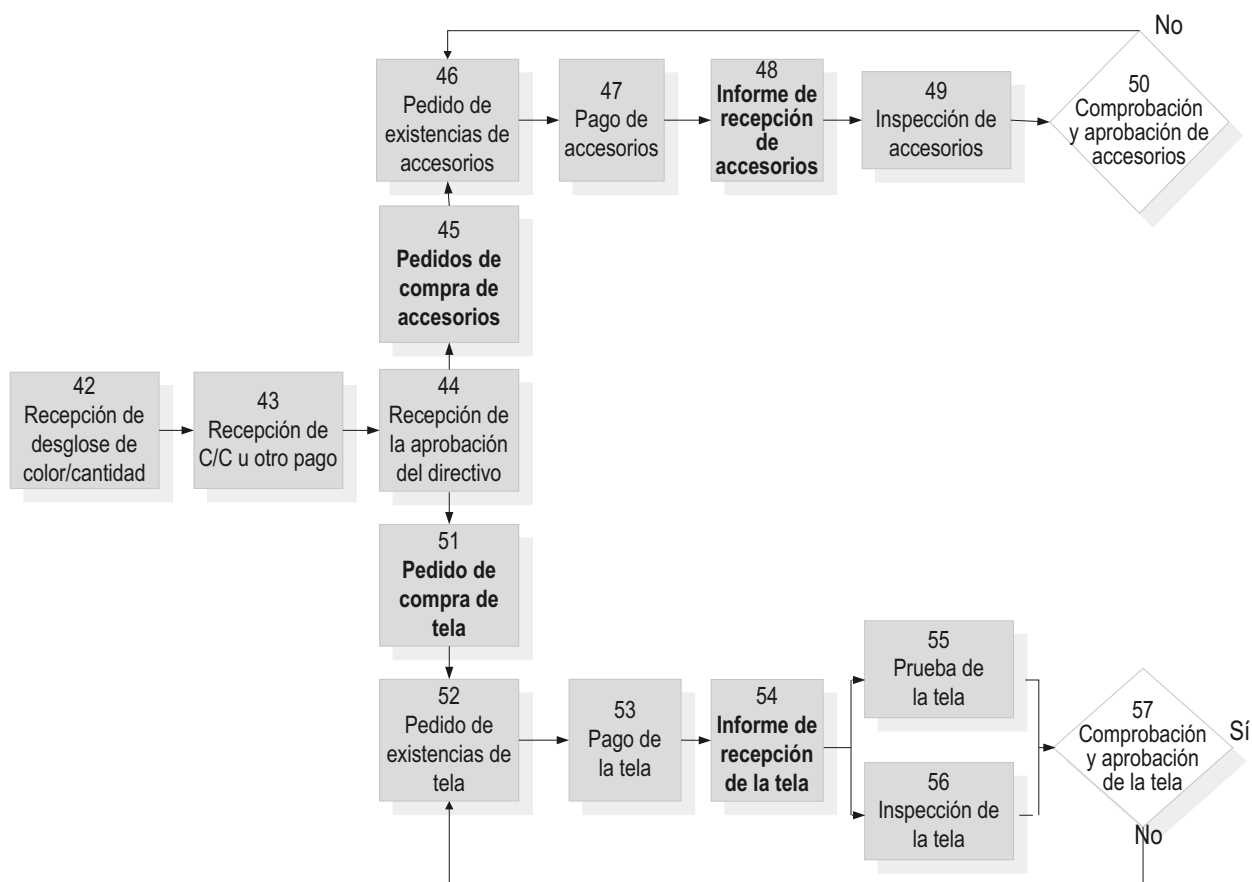 No
46
Pedido de
existencias de
accesorios
47
Pago de
accesorios
48
Informe de
recepción
de
accesorios
49
Inspección de
accesorios
50
Comprobación
y aprobación de
accesorios
45
Pedidos de
compra de
accesorios
42
Recepción de
desglose de
color/cantidad
43
Recepción de
C/C u otro pago
44
Recepción de
la aprobación
del directivo
51
Pedido de
compra de
tela
52
Pedido de
existencias de
tela
53
Pago de
la tela
54
Informe de
recepción
de la tela
55
Prueba de
la tela
56
Inspección de
la tela
57
Comprobación
y aprobación
de la tela
Sí
No